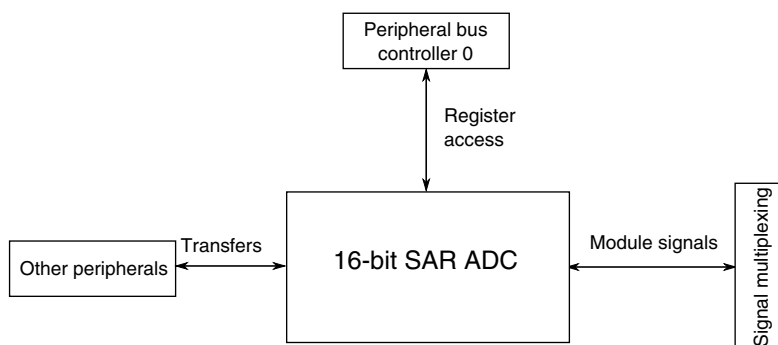 Peripheral bus
controller 0
Register
access
Transfers
Other peripherals
16-bit SAR ADC
Module signals
Signal multiplexing